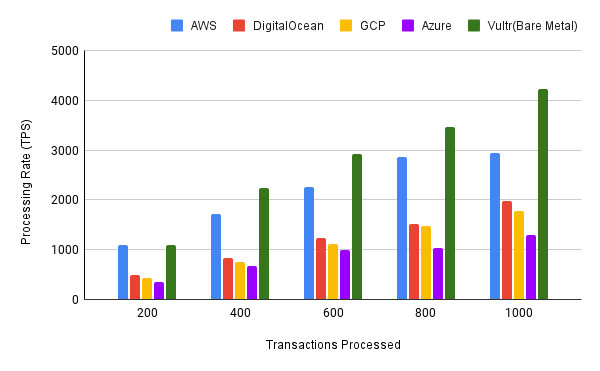 AWS DigitalOcean GCP Azure Vultr(Bare Metal)
5000
4000
3000
2000
1000
0
Processing Rate (TPS)
200 400 600 800 1000
Transactions Processed